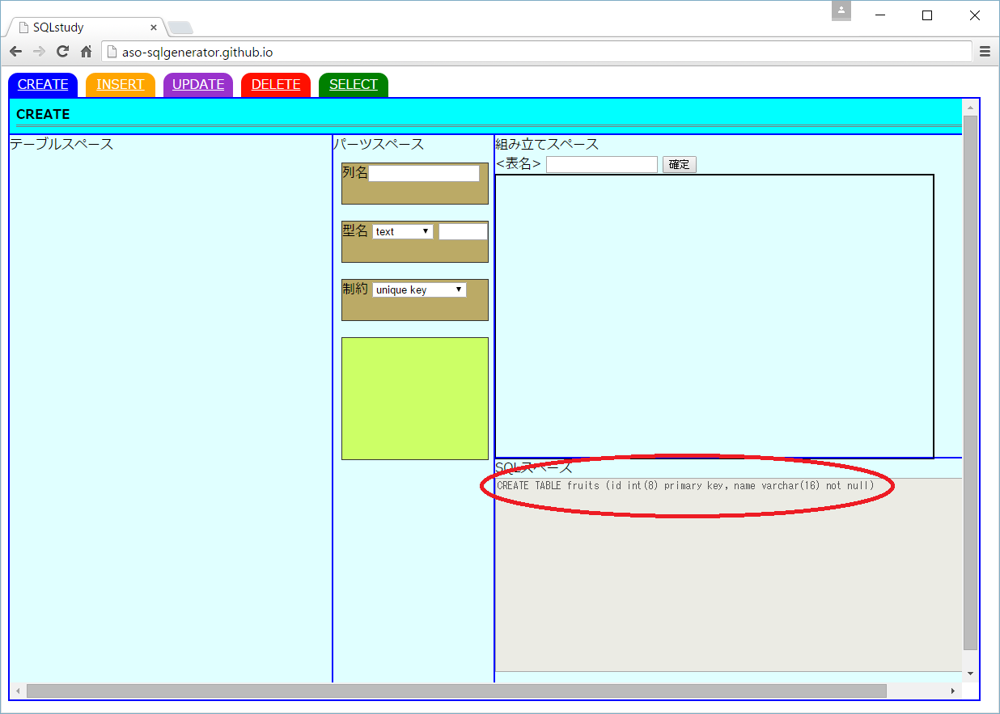 SQLstudy
aso-sqlgenerator.github.io
CREATE INSERT UPDATE DELETE SELECT
CREATE
テーブルスペース
パーツスペース
列名
型名 text
制約 unique key
組み立てスペース
<表名> 確定
SQLスペース
CREATE TABLE fruits (id int(8) primary key, name varchar(16) not null)